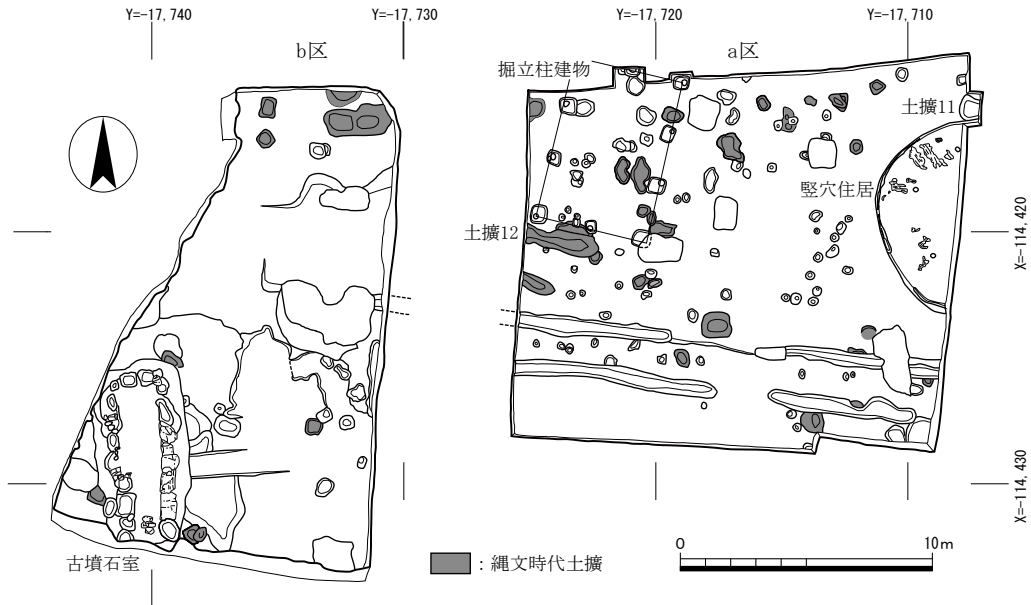 Y=-17,740
Y=-17,730
Y=-17,720
Y=-17,710
b区
a区
掘立柱建物
土擴11
竪穴住居
土擴12
X=-114,420
X=-114,430
古墳石室
：縄文時代土擴
0
10m